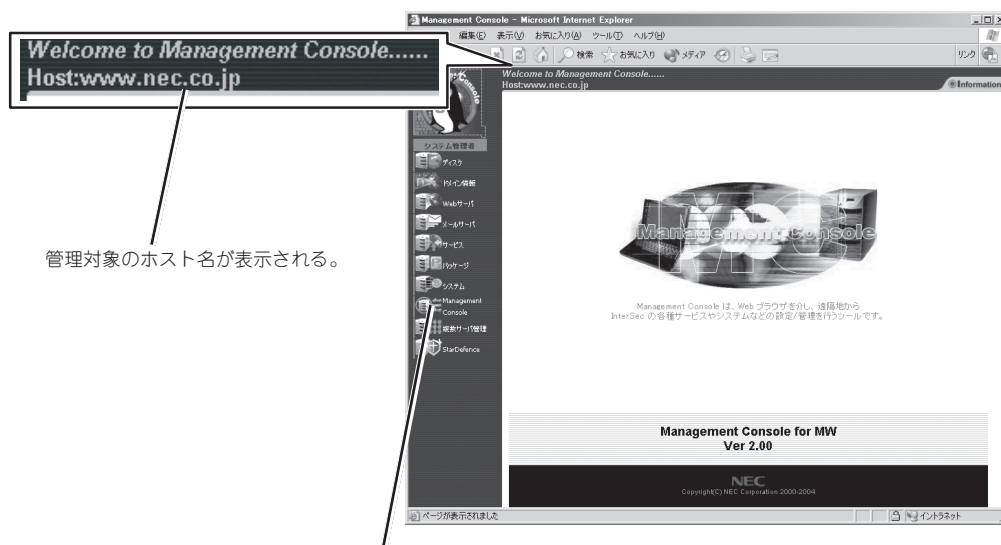 Management Console - Microsoft Internet Explorer
編集(E) 表示(V) お気に入り(A) ツール(T) ヘルプ(H)
検索 お気に入り メディア リンク
Welcome to Management Console......
Host:www.nec.co.jp
Welcome to Management Console......
Host:www.nec.co.jp
Information
システム管理者
ディスク
ドメイン情報
Webサーバ
メールサーバ
サービス
パッケージ
システム
Management Console
複数サーバ管理
StarDefence
管理対象のホスト名が表示される。
Management Console
Management Console は、Web ブラウザを介し、遠隔地から
InterSec の各種サービスやシステムなどの設定/管理を行うツールです。
Management Console for MW
Ver 2.00
NEC
Copyright(C) NEC Corporation 2000-2004
ページが表示されました
イントラネット